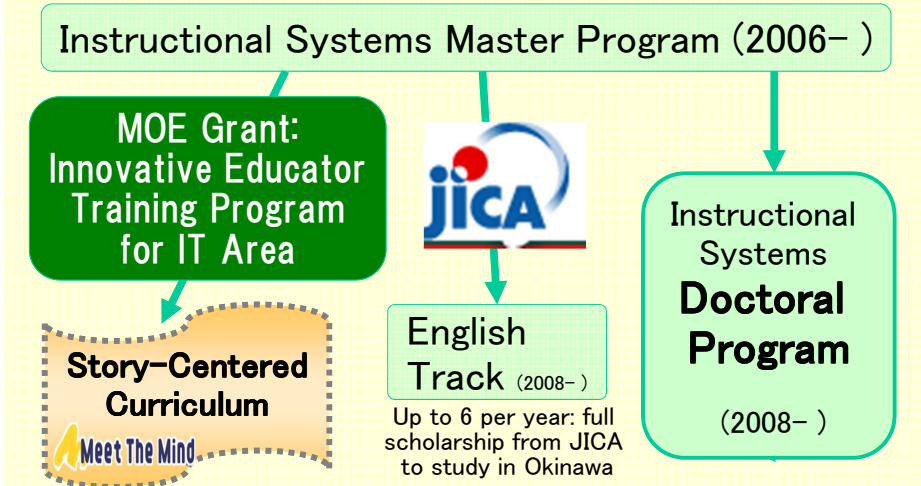 Instructional Systems Master Program (2006- )
MOE Grant:
Innovative Educator
Training Program
for IT Area
jica
Instructional
Systems
Doctoral
Program
(2008- )
Story-Centered
Curriculum
Meet The Mind
English
Track (2008- )
Up to 6 per year: full
scholarship from JICA
to study in Okinawa